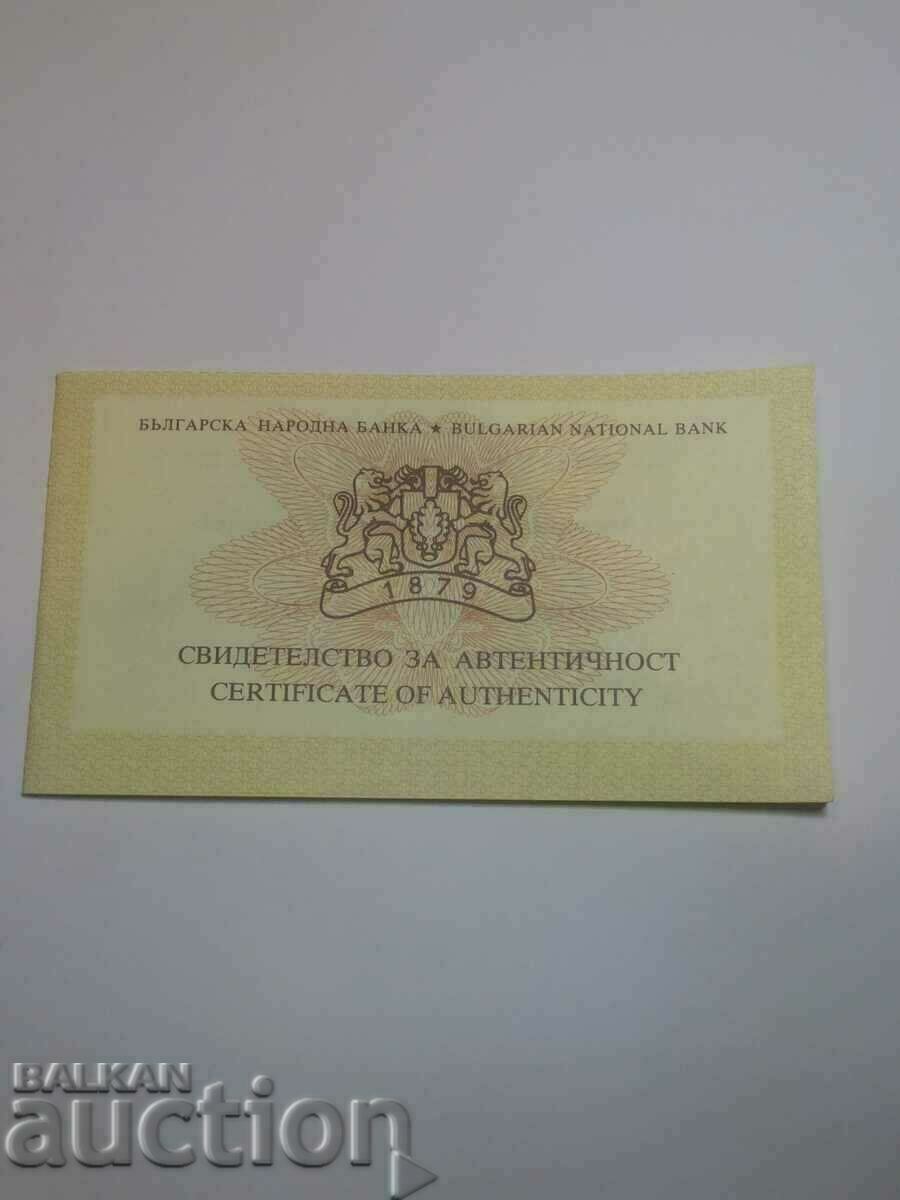 БЪЛГАРСКА НАРОДНА БАНКА ★ BULGARIAN NATIONAL BANK
1879
СВИДЕТЕЛСТВО ЗА АВТЕНТИЧНОСТ
CERTIFICATE OF AUTHENTICITY
BALKAN
auction